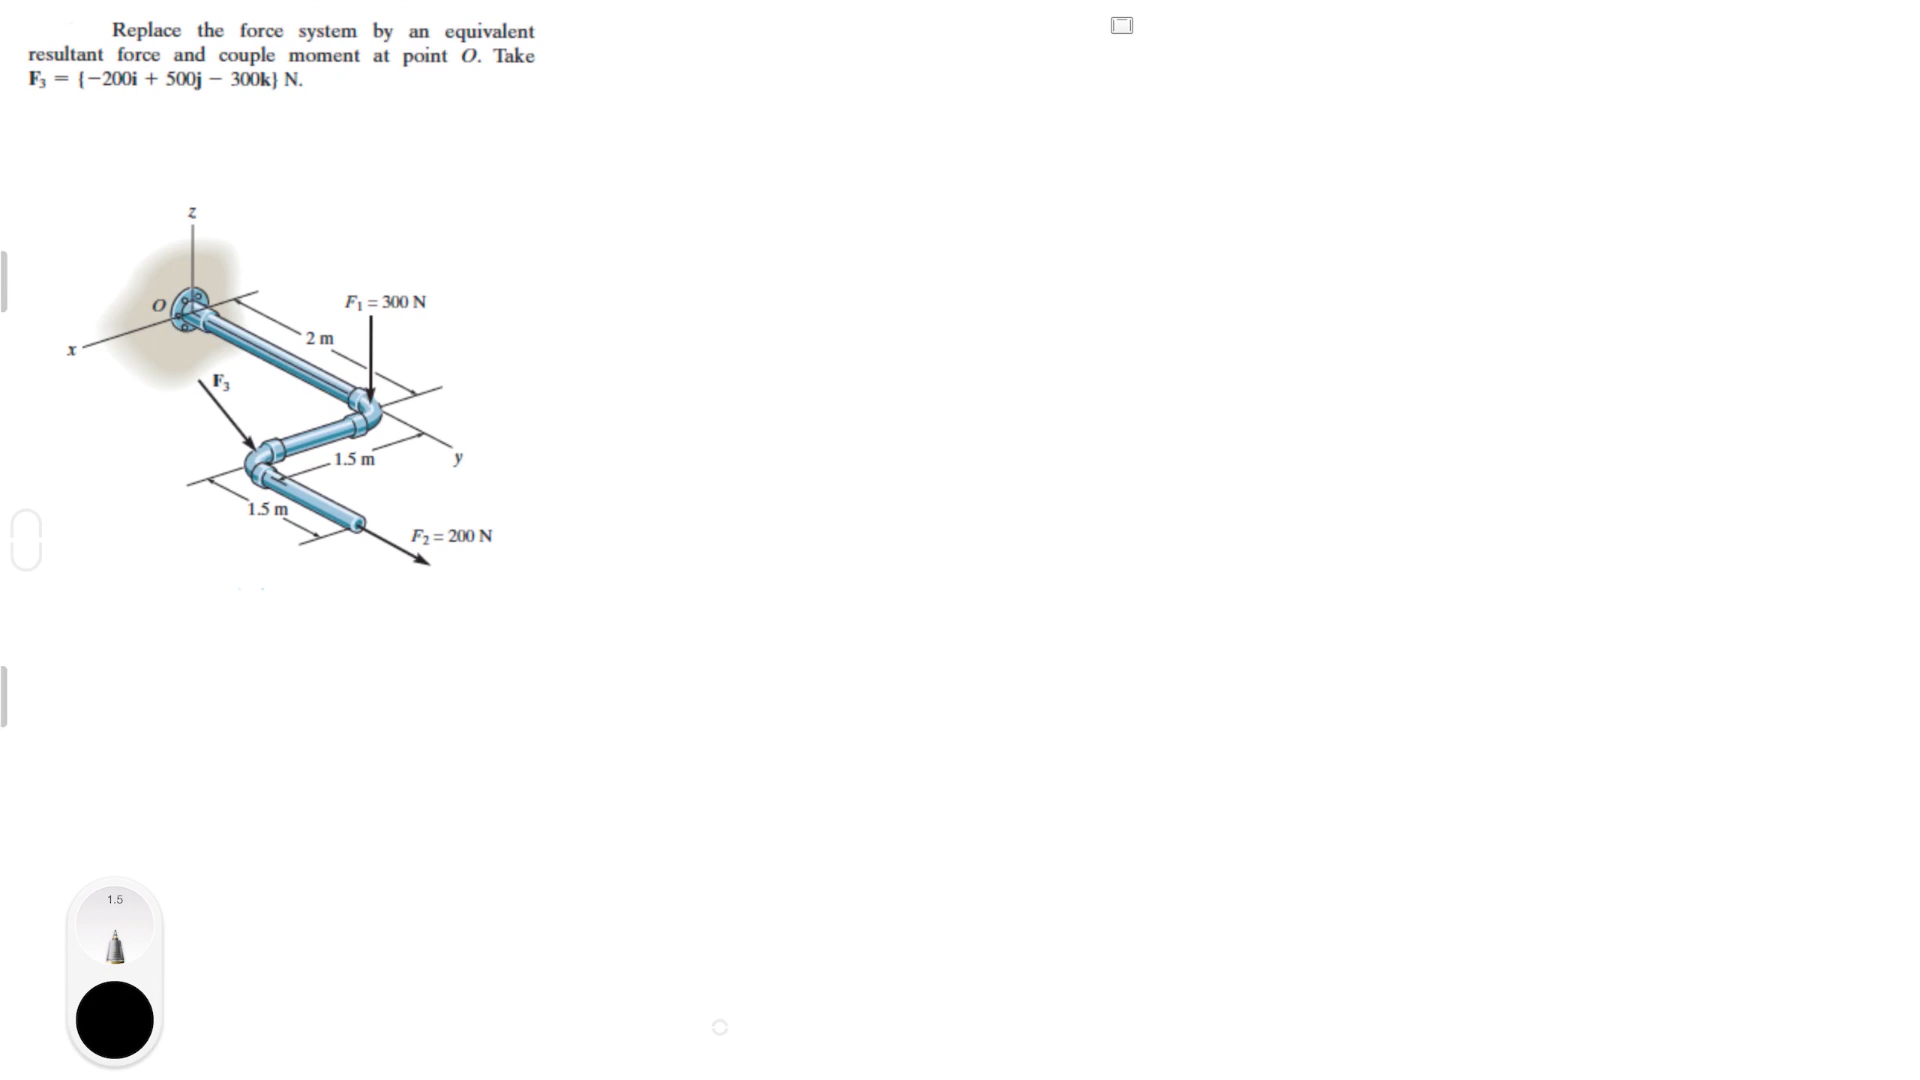 Replace the force system by an equivalent
resultant force and couple moment at point O. Take
F₃ = {−200i + 500j − 300k} N.
z
O
F₁ = 300 N
2 m
x
F₃
1.5 m
y
1.5 m
F₂ = 200 N
1.5